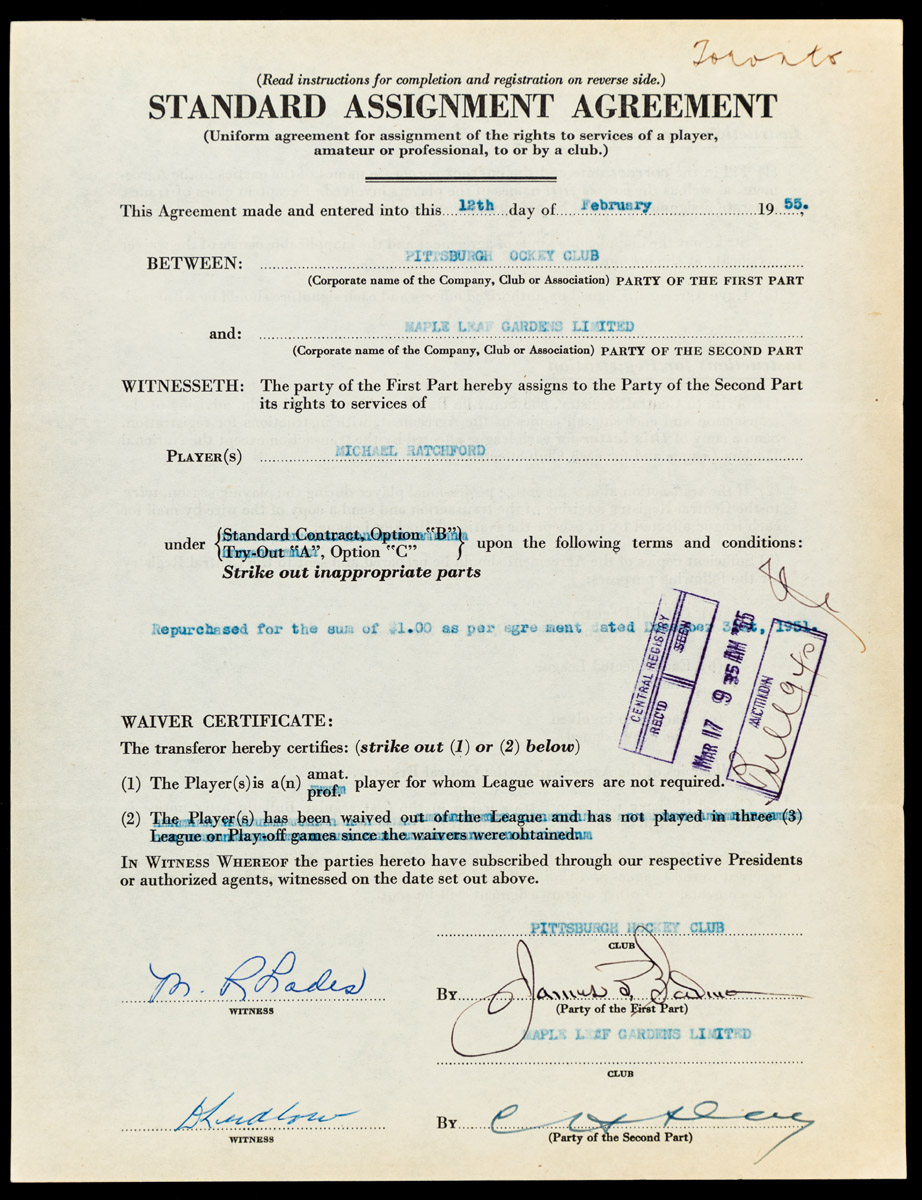 Toronto
(Read instructions for completion and registration on reverse side.)
STANDARD ASSIGNMENT AGREEMENT
(Uniform agreement for assignment of the rights to services of a player,
amateur or professional, to or by a club.)
This Agreement made and entered into this 12th day of February 1955.
BETWEEN: PITTSBURGH OCKEY CLUB
(Corporate name of the Company, Club or Association) PARTY OF THE FIRST PART
and: MAPLE LEAF GARDENS LIMITED
(Corporate name of the Company, Club or Association) PARTY OF THE SECOND PART
WITNESSETH: The party of the First Part hereby assigns to the Party of the Second Part
its rights to services of
PLAYER(S) MICHAEL RATCHFORD
under (Standard Contract, Option "B")
(Try-Out "A", Option "C" } upon the following terms and conditions:
Strike out inappropriate parts
Repurchased for the sum of $1.00 as per agreement dated December 31st, 1951.
CENTRAL REGISTRY
REC'D SEEN
MAR 17 9 35 AM '55
ACTION
WAIVER CERTIFICATE:
The transferor hereby certifies: (strike out (1) or (2) below)
(1) The Player(s) is a(n) amat. prof. player for whom League waivers are not required.
(2) The Player(s) has been waived out of the League and has not played in three (3)
League or Play-off games since the waivers were obtained.
IN WITNESS WHEREOF the parties hereto have subscribed through our respective Presidents
or authorized agents, witnessed on the date set out above.
PITTSBURGH HOCKEY CLUB
CLUB
M. Rhodes
WITNESS
By James
(Party of the First Part)
MAPLE LEAF GARDENS LIMITED
CLUB
WITNESS
By
(Party of the Second Part)